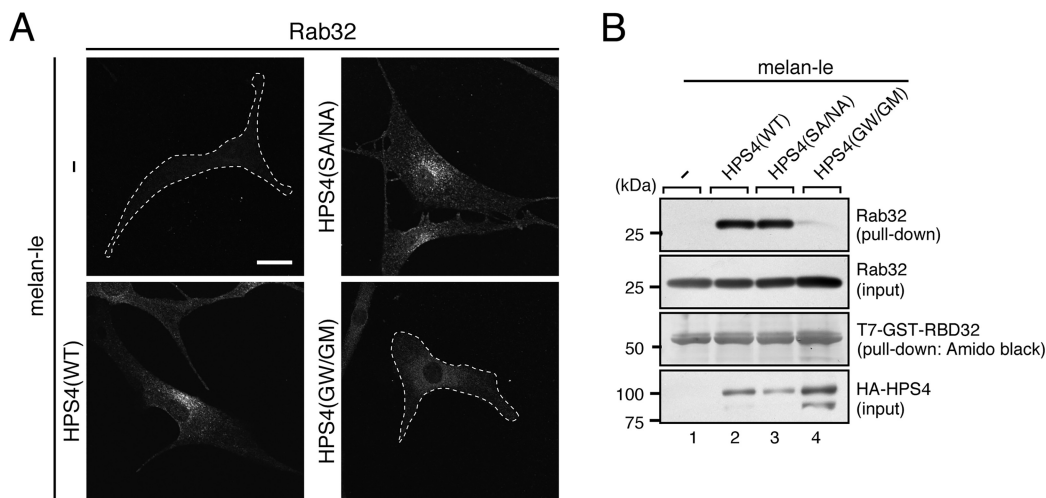 A
Rab32
melan-le
–
HPS4(SA/NA)
HPS4(WT)
HPS4(GW/GM)
B
melan-le
-
HPS4(WT)
HPS4(SA/NA)
HPS4(GW/GM)
(kDa)
25
Rab32
(pull-down)
25
Rab32
(input)
50
T7-GST-RBD32
(pull-down: Amido black)
100
75
HA-HPS4
(input)
1 2 3 4